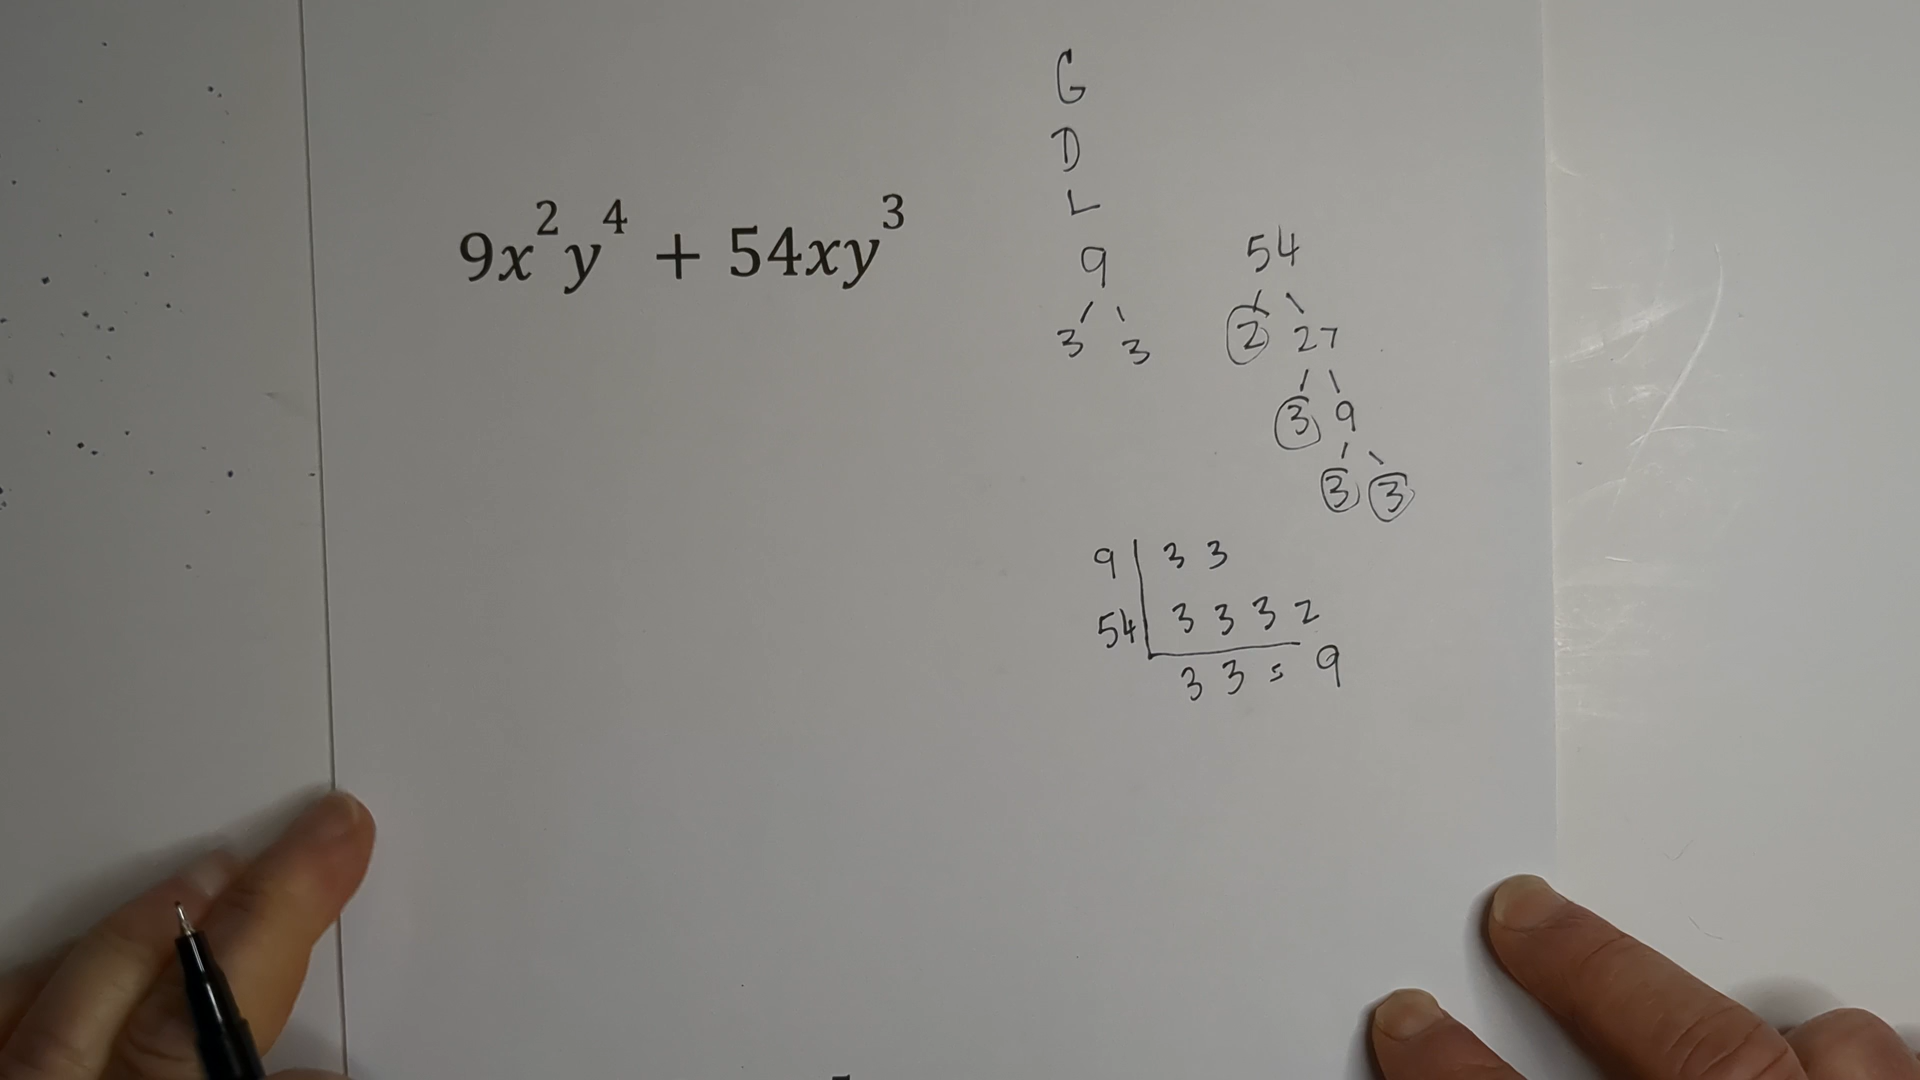 9x²y⁴ + 54xy³
G
D
L
9
3 3
54
2 27
3 9
3 3
9 | 3 3
54 | 3 3 3 2
3 3 = 9